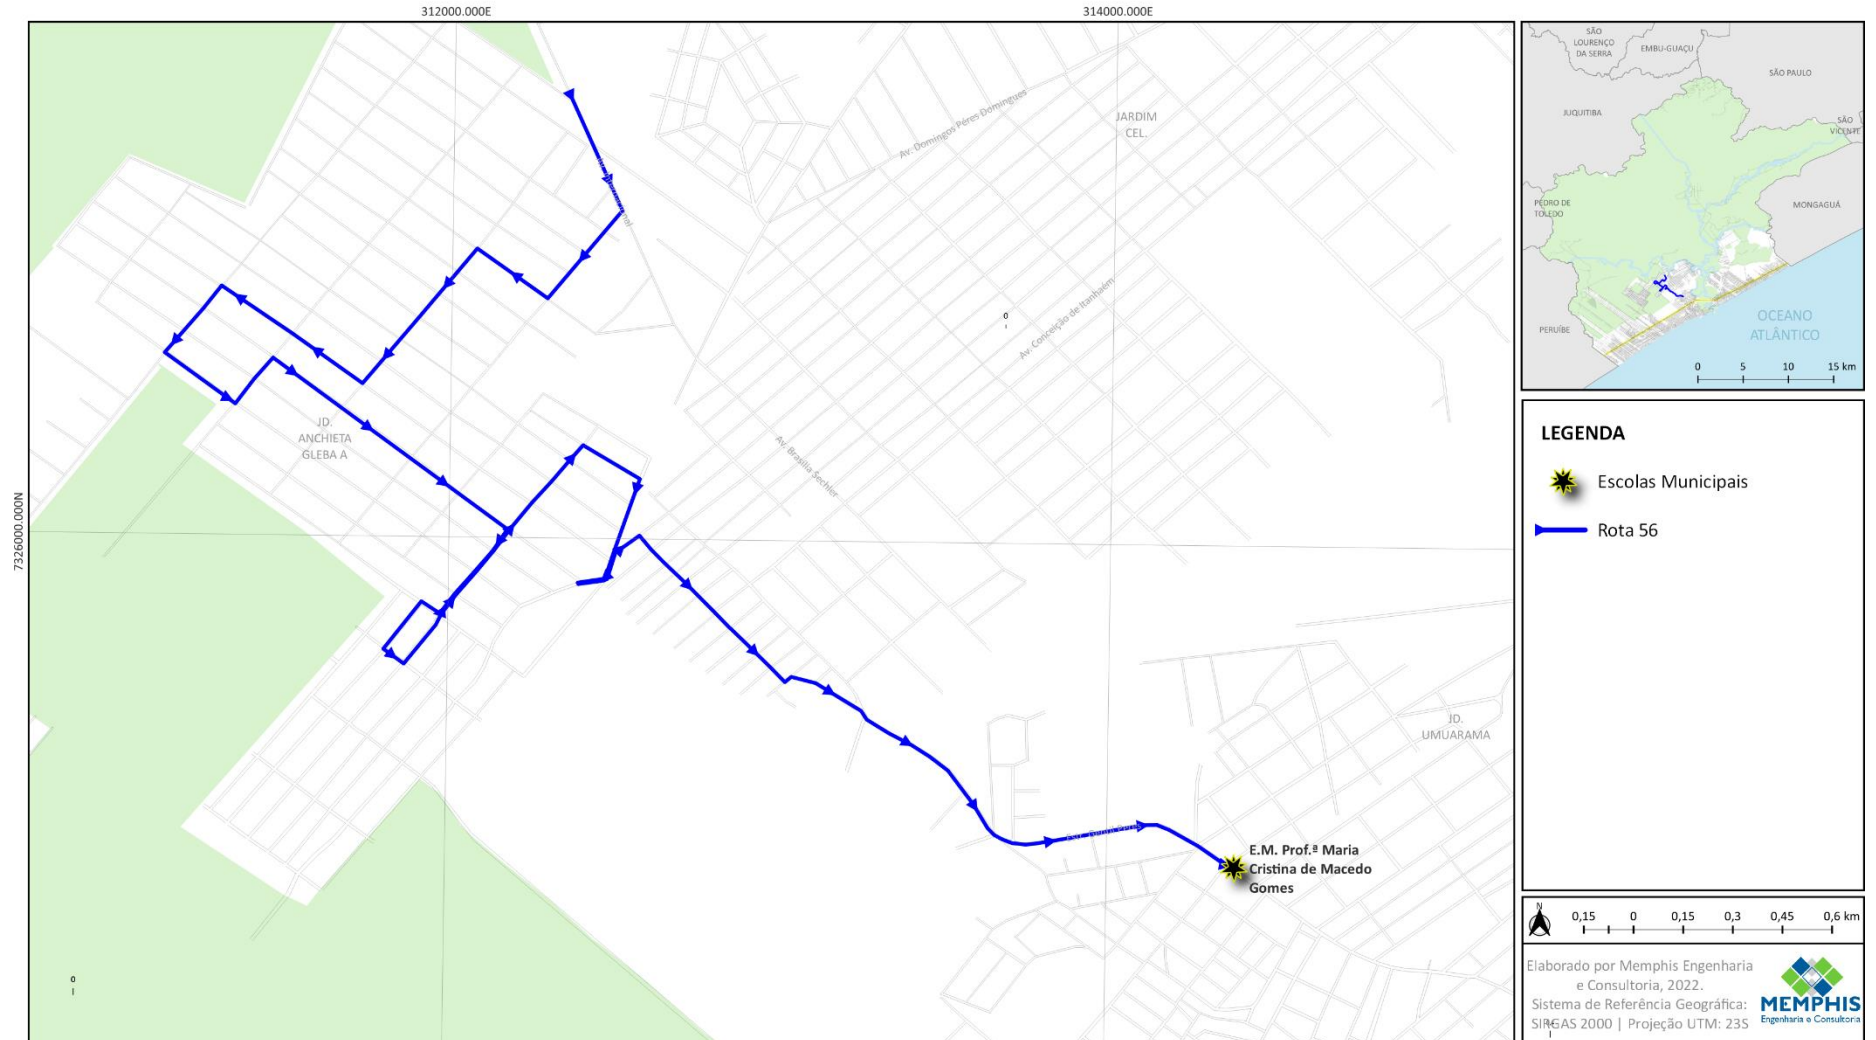 312000.000E
314000.000E
7326000.000N
Av. Domingos Péres Domingues
JARDIM
CEL.
Av. Conceição de Itanhaém
Av. Brasília Sechler
JD.
ANCHIETA
GLEBA A
0
JD.
UMUARAMA
E.M. Prof.ª Maria
Cristina de Macedo
Gomes
0
SÃO
LOURENÇO
DA SERRA
EMBU-GUAÇU
SÃO PAULO
JUQUITIBA
SÃO
VICENTE
PEDRO DE
TOLEDO
MONGAGUÁ
PERUÍBE
OCEANO
ATLÂNTICO
0 5 10 15 km
LEGENDA
Escolas Municipais
Rota 56
N
0,15 0 0,15 0,3 0,45 0,6 km
Elaborado por Memphis Engenharia
e Consultoria, 2022.
Sistema de Referência Geográfica:
SIRGAS 2000 | Projeção UTM: 23S
MEMPHIS
Engenharia e Consultoria